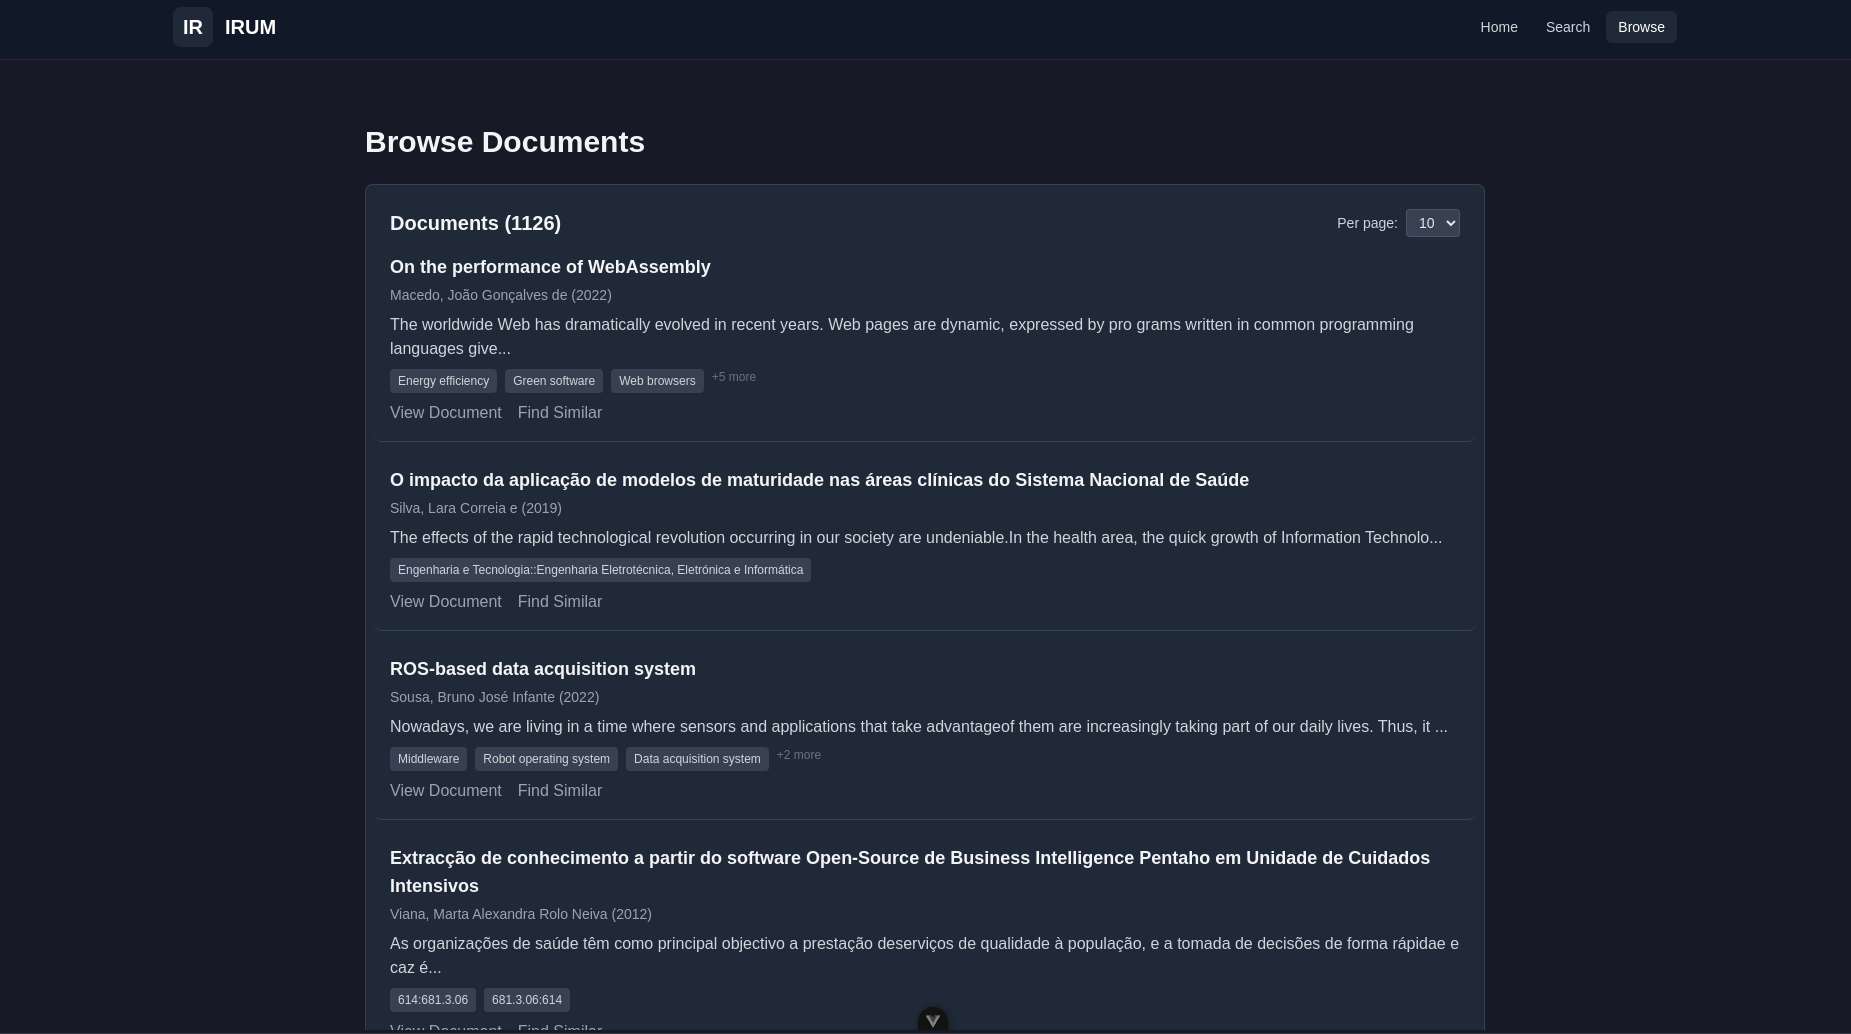 IR IRUM
Home Search Browse
Browse Documents
Documents (1126)
Per page: 10
On the performance of WebAssembly
Macedo, João Gonçalves de (2022)
The worldwide Web has dramatically evolved in recent years. Web pages are dynamic, expressed by pro grams written in common programming
languages give...
Energy efficiency Green software Web browsers +5 more
View Document Find Similar
O impacto da aplicação de modelos de maturidade nas áreas clínicas do Sistema Nacional de Saúde
Silva, Lara Correia e (2019)
The effects of the rapid technological revolution occurring in our society are undeniable.In the health area, the quick growth of Information Technolo...
Engenharia e Tecnologia::Engenharia Eletrotécnica, Eletrónica e Informática
View Document Find Similar
ROS-based data acquisition system
Sousa, Bruno José Infante (2022)
Nowadays, we are living in a time where sensors and applications that take advantageof them are increasingly taking part of our daily lives. Thus, it ...
Middleware Robot operating system Data acquisition system +2 more
View Document Find Similar
Extracção de conhecimento a partir do software Open-Source de Business Intelligence Pentaho em Unidade de Cuidados
Intensivos
Viana, Marta Alexandra Rolo Neiva (2012)
As organizações de saúde têm como principal objectivo a prestação deserviços de qualidade à população, e a tomada de decisões de forma rápidae e
caz é...
614:681.3.06 681.3.06:614
View Document Find Similar